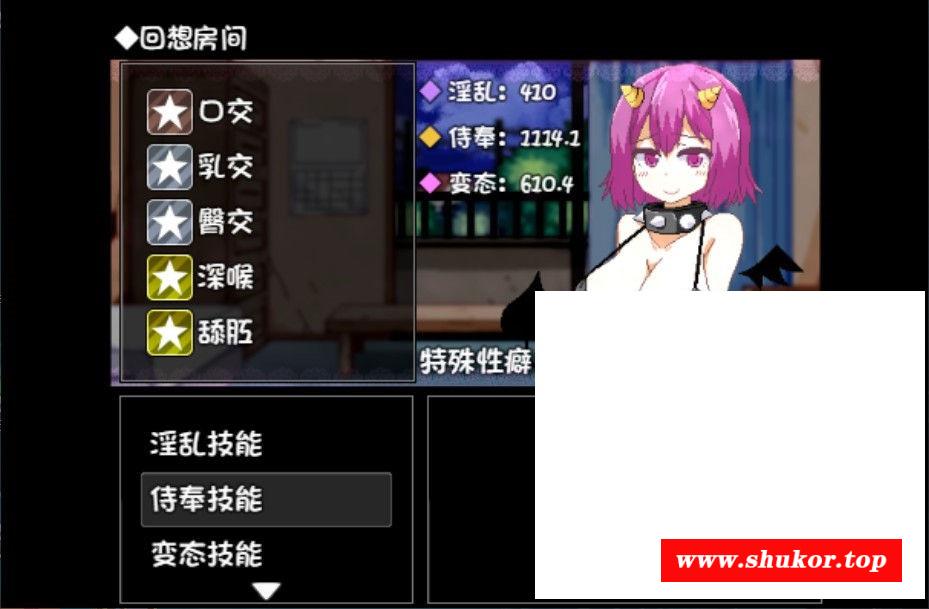 ◆回想房间
口交
乳交
臀交
深喉
舔肛
淫乱：410
侍奉：1114.1
变态：610.4
特殊性癖
淫乱技能
侍奉技能
变态技能
www.shukor.top